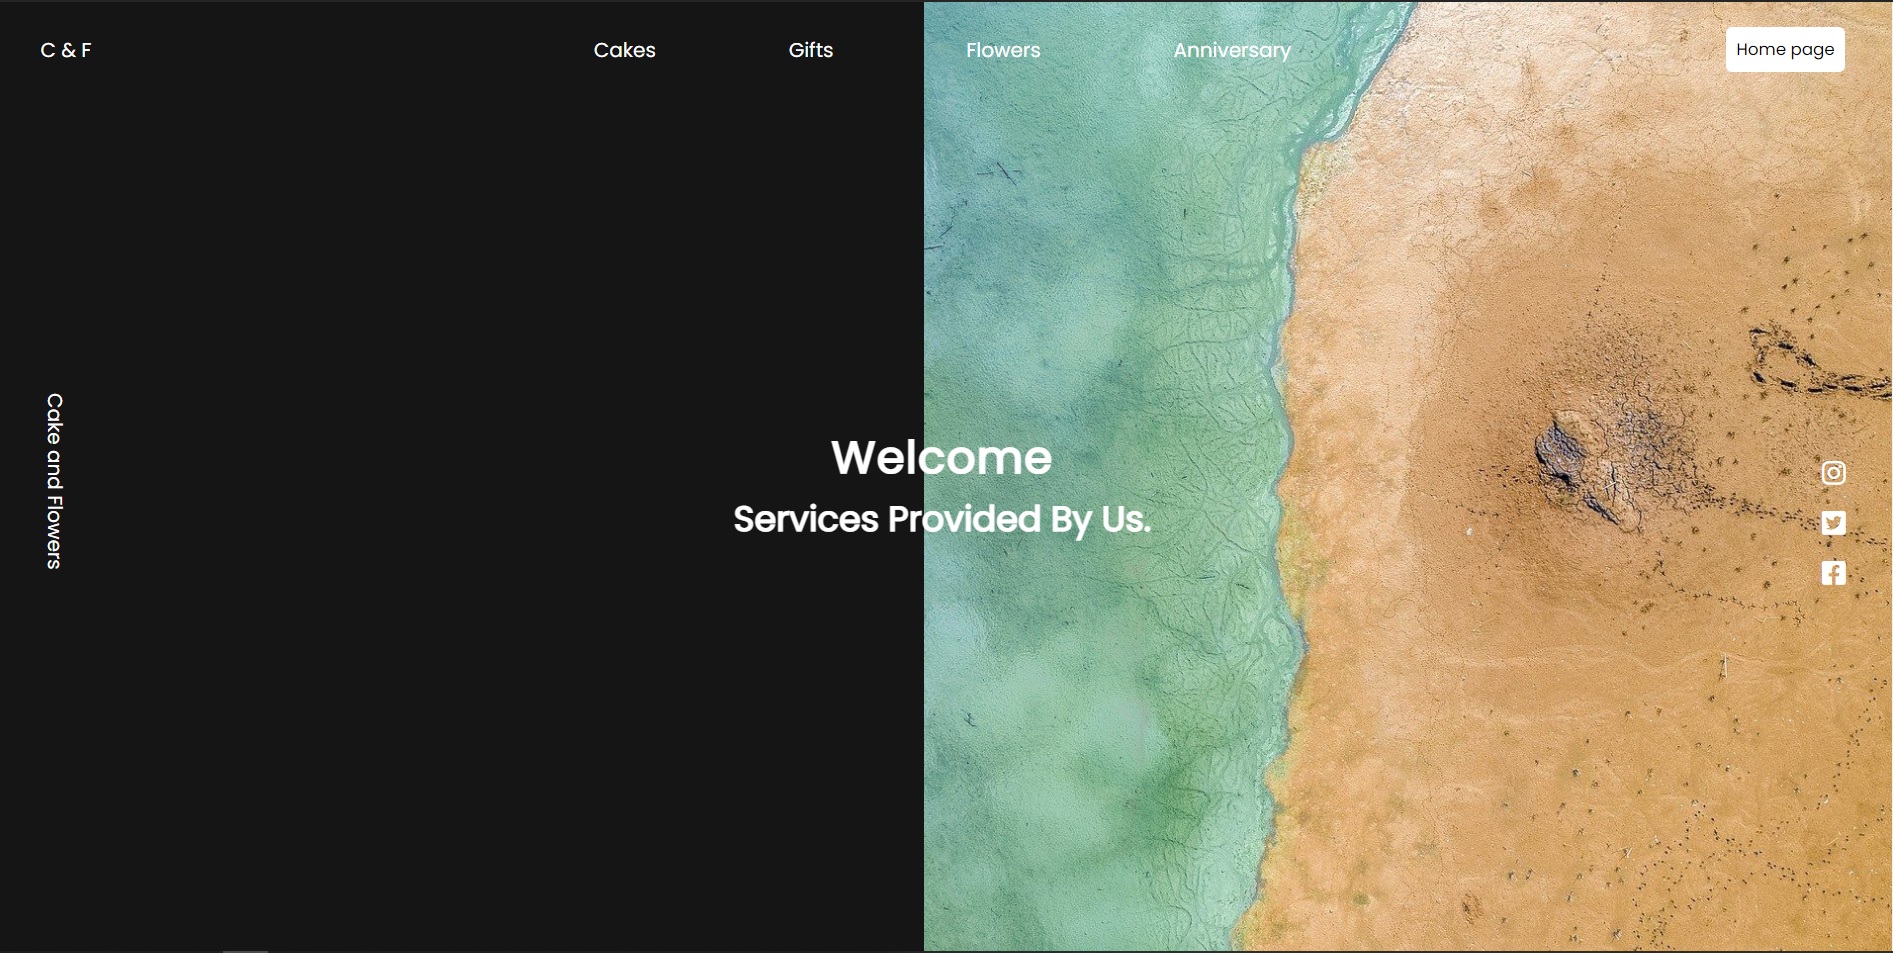 C & F
Cakes
Gifts
Flowers
Anniversary
Home page
Cake and Flowers
Welcome
Services Provided By Us.